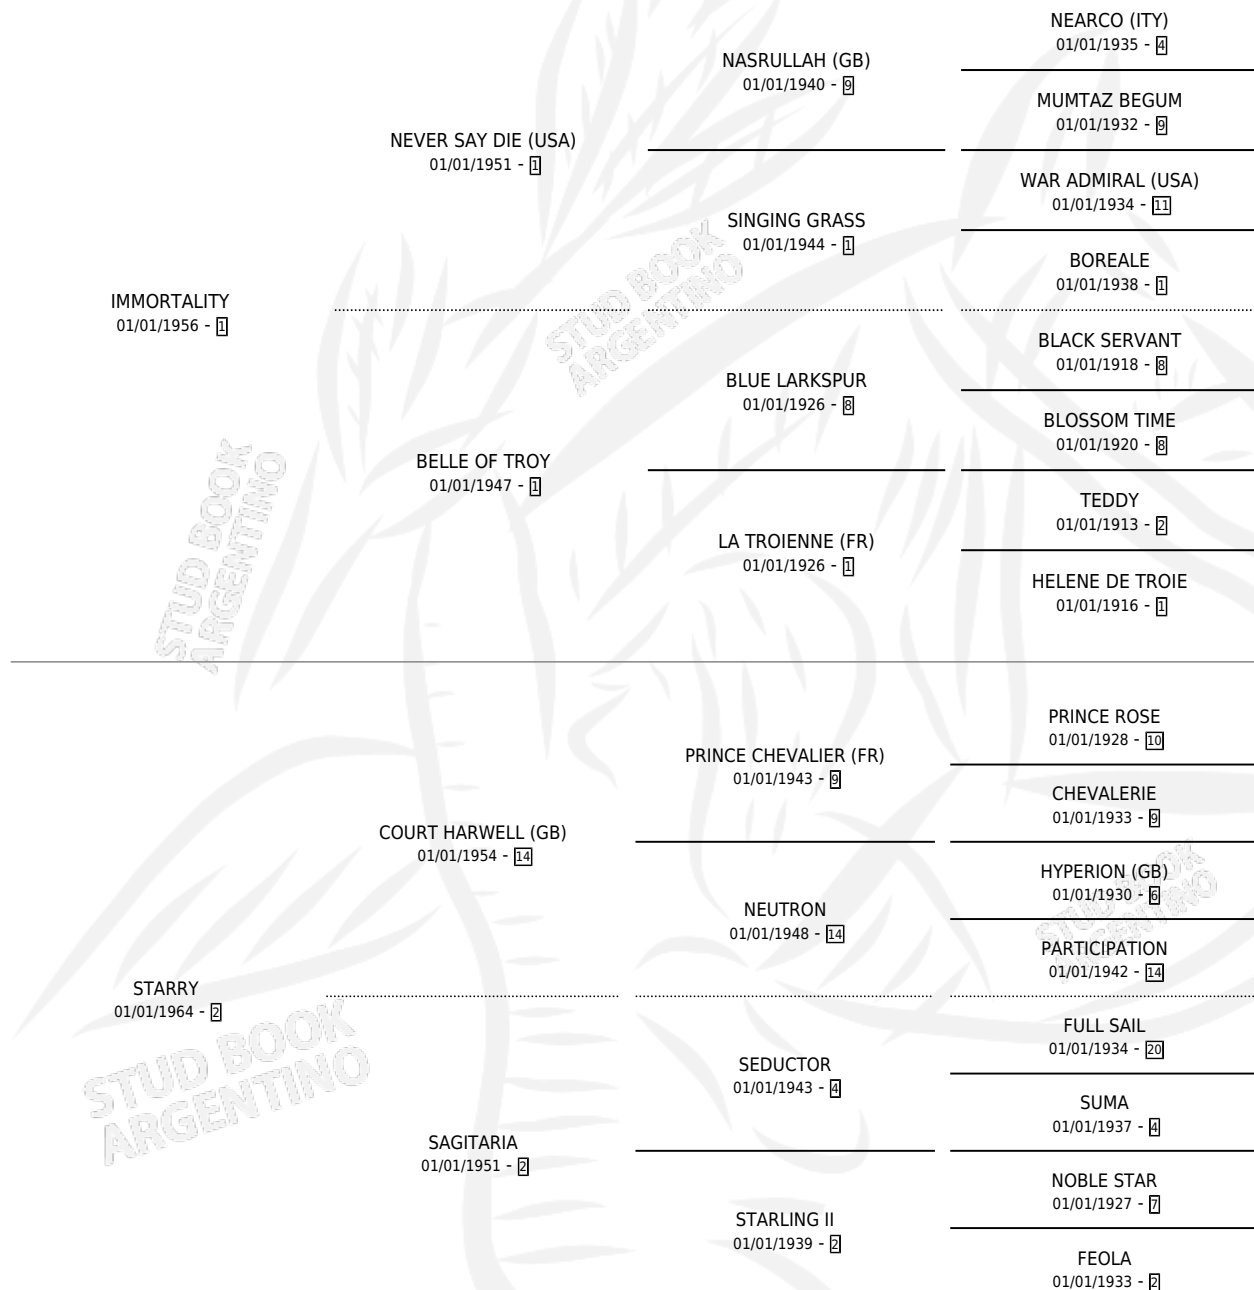 NEARCO (ITY)
01/01/1935 - 4
NASRULLAH (GB)
01/01/1940 - 9
MUMTAZ BEGUM
01/01/1932 - 9
NEVER SAY DIE (USA)
01/01/1951 - 1
WAR ADMIRAL (USA)
01/01/1934 - 11
SINGING GRASS
01/01/1944 - 1
BOREALE
01/01/1938 - 1
IMMORTALITY
01/01/1956 - 1
BLACK SERVANT
01/01/1918 - 8
BLUE LARKSPUR
01/01/1926 - 8
BLOSSOM TIME
01/01/1920 - 8
BELLE OF TROY
01/01/1947 - 1
TEDDY
01/01/1913 - 2
LA TROIENNE (FR)
01/01/1926 - 1
HELENE DE TROIE
01/01/1916 - 1
PRINCE ROSE
01/01/1928 - 10
PRINCE CHEVALIER (FR)
01/01/1943 - 9
CHEVALERIE
01/01/1933 - 9
COURT HARWELL (GB)
01/01/1954 - 14
HYPERION (GB)
01/01/1930 - 6
NEUTRON
01/01/1948 - 14
PARTICIPATION
01/01/1942 - 14
STARRY
01/01/1964 - 2
FULL SAIL
01/01/1934 - 20
SEDUCTOR
01/01/1943 - 4
SUMA
01/01/1937 - 4
SAGITARIA
01/01/1951 - 2
NOBLE STAR
01/01/1927 - 7
STARLING II
01/01/1939 - 2
FEOLA
01/01/1933 - 2
STUD BOOK
ARGENTINO
STUD BOOK
ARGENTINO
STUD BOOK
ARGENTINO
STUD BOOK
ARGENTINO